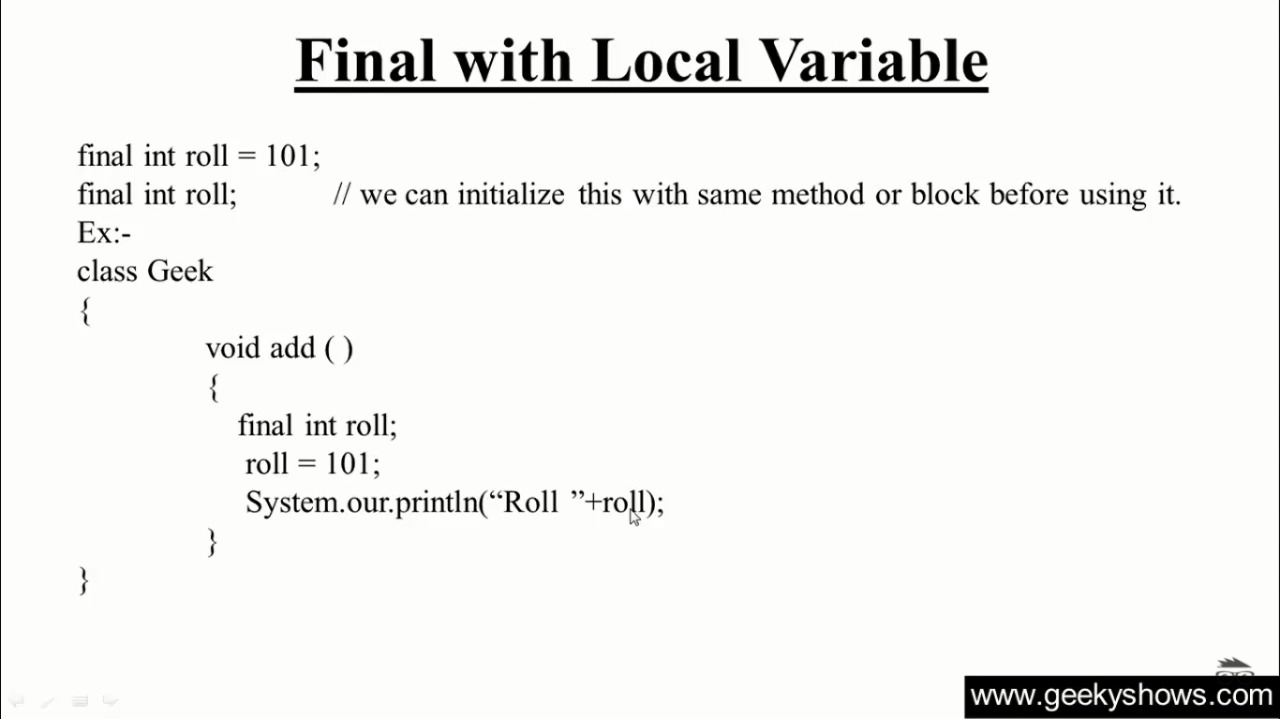 Final with Local Variable
final int roll = 101;
final int roll; // we can initialize this with same method or block before using it.
Ex:-
class Geek
{
void add ( )
{
final int roll;
roll = 101;
System.our.println(“Roll ”+roll);
}
}
www.geekyshows.com